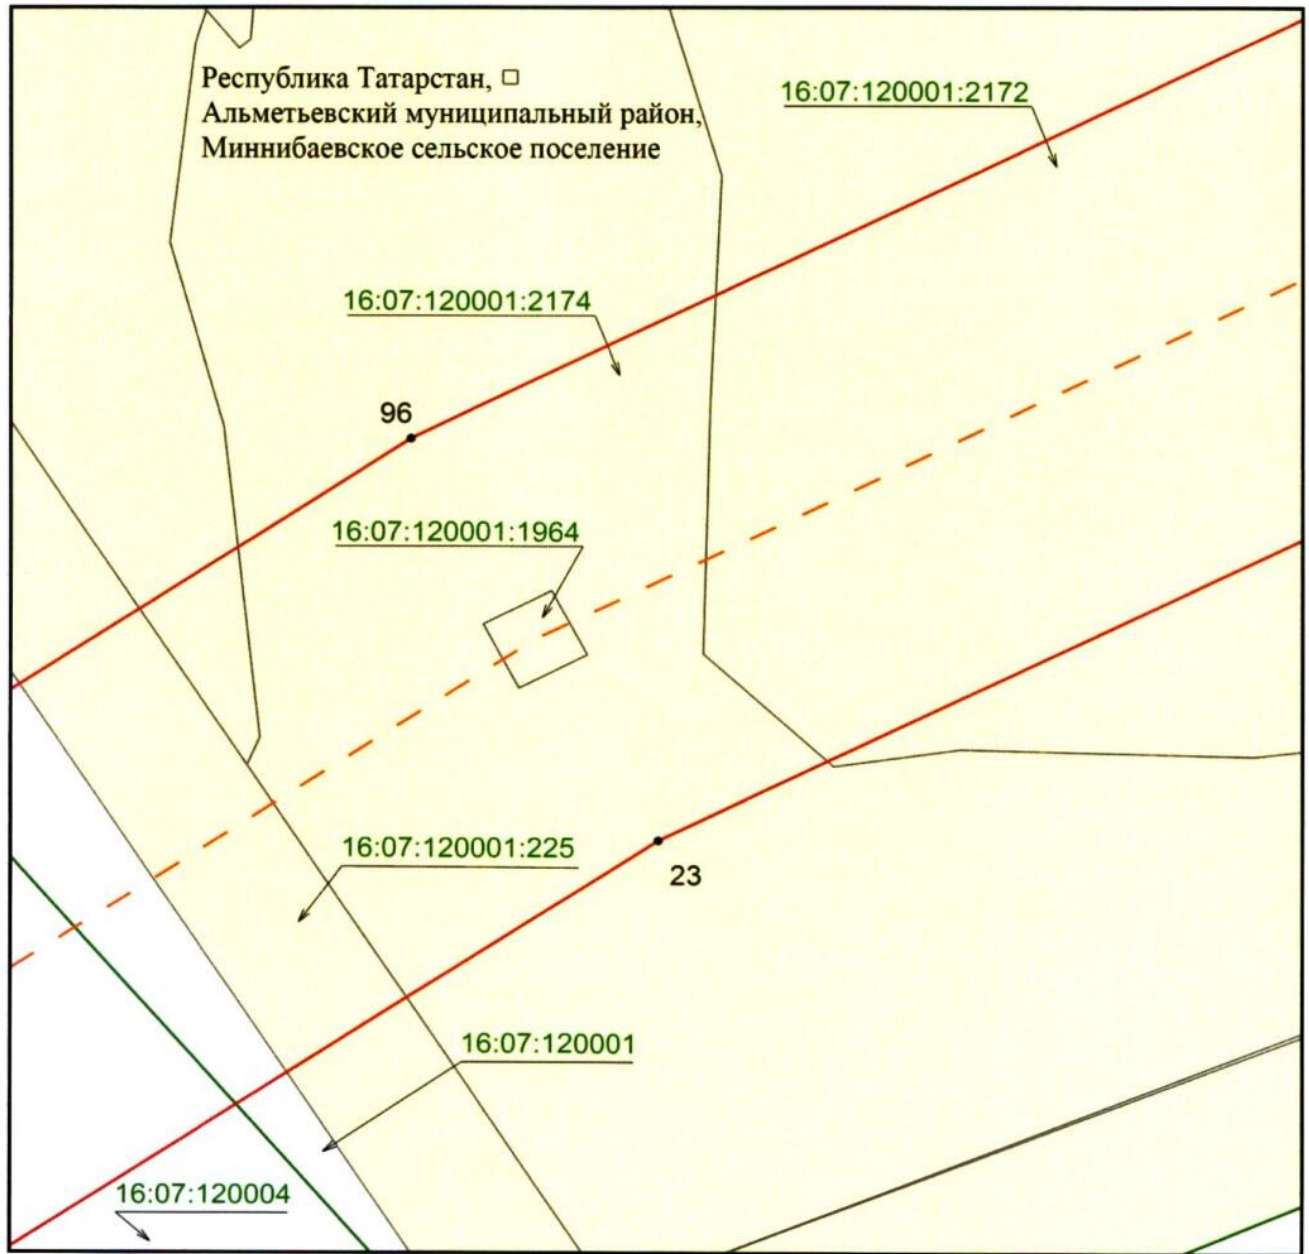 Республика Татарстан, □
Альметьевский муниципальный район,
Миннибаевское сельское поселение
16:07:120001:2172
16:07:120001:2174
96
16:07:120001:1964
16:07:120001:225
23
16:07:120001
16:07:120004